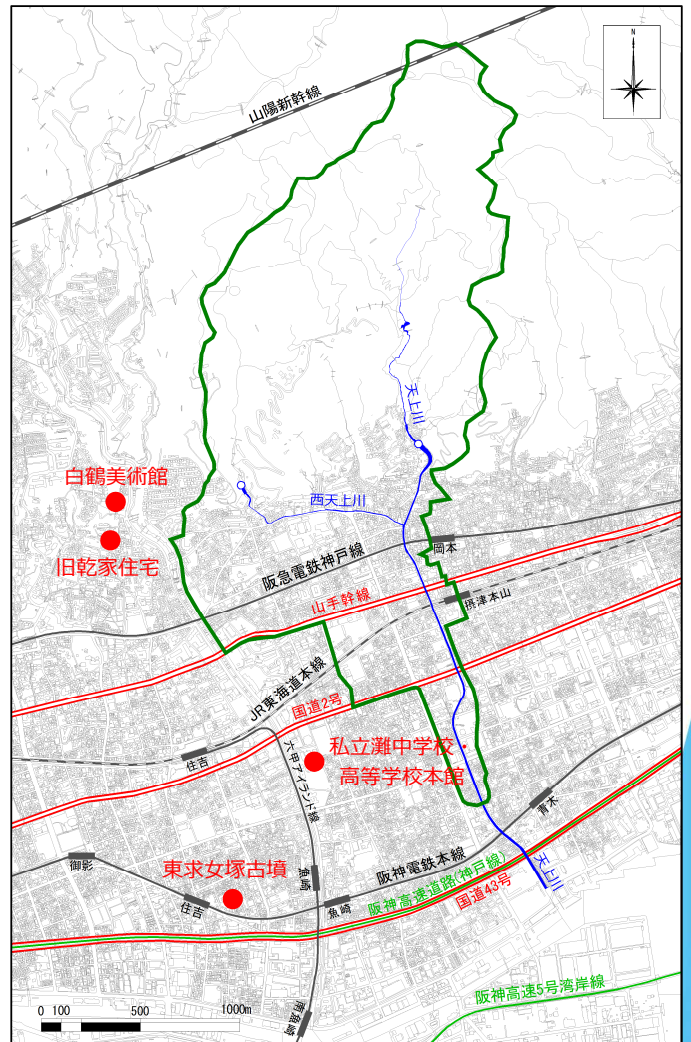 N
山陽新幹線
天上川
白鶴美術館
西天上川
旧乾家住宅
阪急電鉄神戸線
岡本
山手幹線
摂津本山
JR東海道本線
国道2号
住吉
六甲アイランド線
私立灘中学校・
高等学校本館
青木
御影
東求女塚古墳
魚崎
阪神電鉄本線
住吉
魚崎
阪神高速道路(神戸線)
国道43号
天上川
阪神高速5号湾岸線
南魚崎
0 100 500 1000m